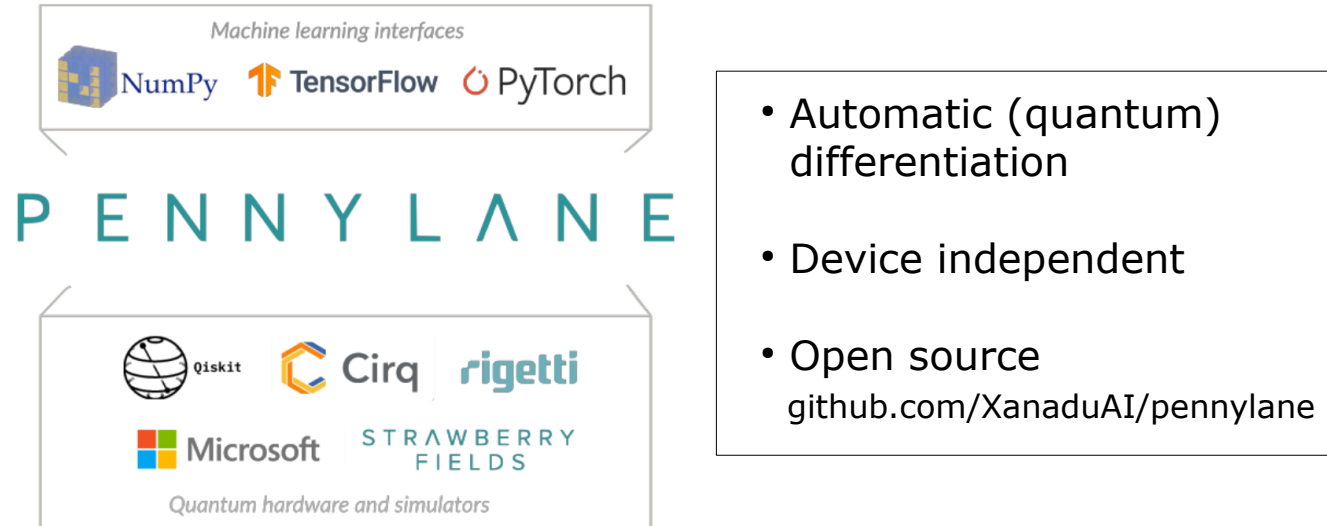 Machine learning interfaces
NumPy TensorFlow PyTorch
PENNYLANE
Qiskit Cirq rigetti
Microsoft STRAWBERRY FIELDS
Quantum hardware and simulators
• Automatic (quantum)
differentiation
• Device independent
• Open source
github.com/XanaduAI/pennylane